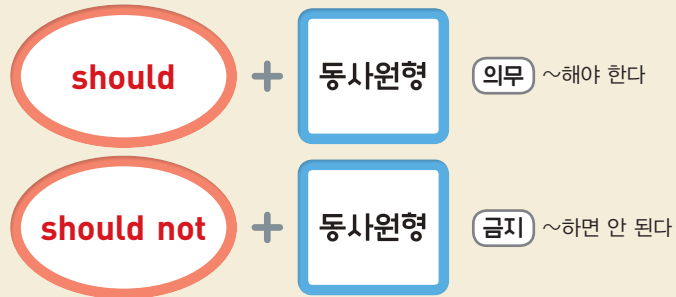 should + 동사원형 의무 ~해야 한다
should not + 동사원형 금지 ~하면 안 된다